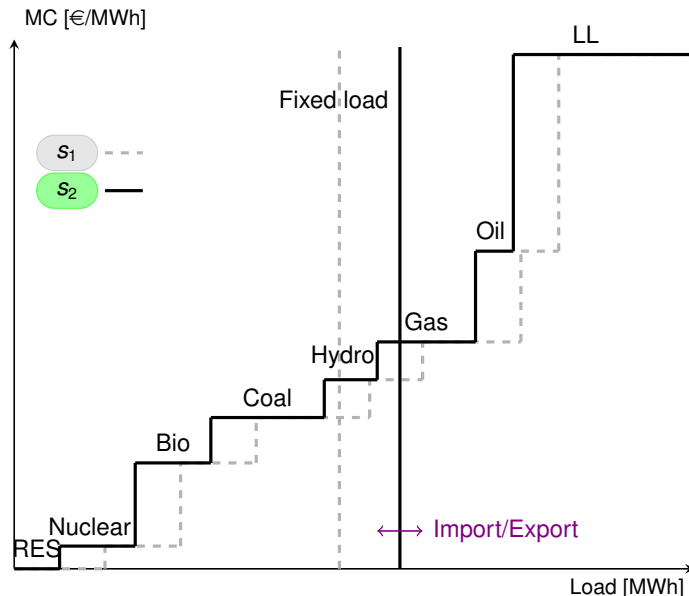 MC [€/MWh]
LL
Fixed load
s1
s2
Oil
Gas
Hydro
Coal
Bio
Nuclear
RES
Import/Export
Load [MWh]